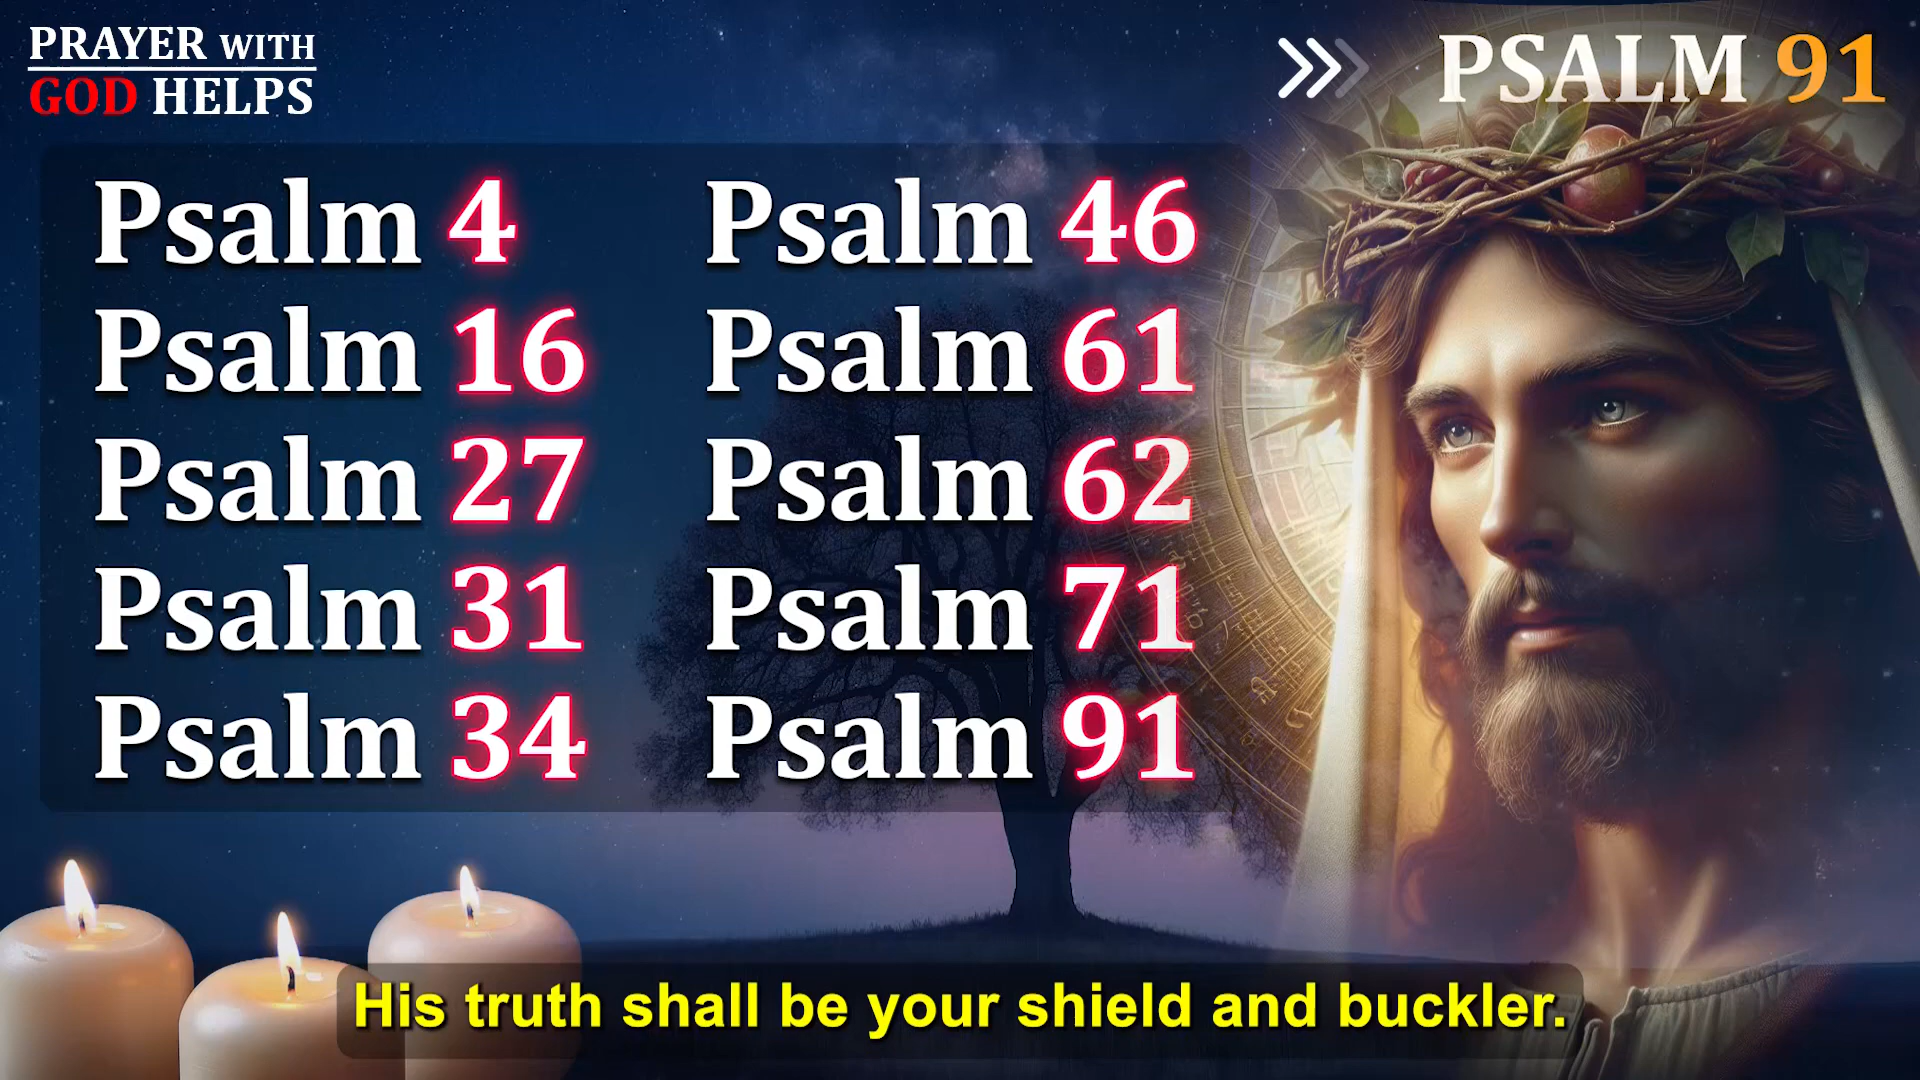 PRAYER WITH
GOD HELPS
PSALM 91
Psalm 4
Psalm 16
Psalm 27
Psalm 31
Psalm 34
Psalm 46
Psalm 61
Psalm 62
Psalm 71
Psalm 91
His truth shall be your shield and buckler.